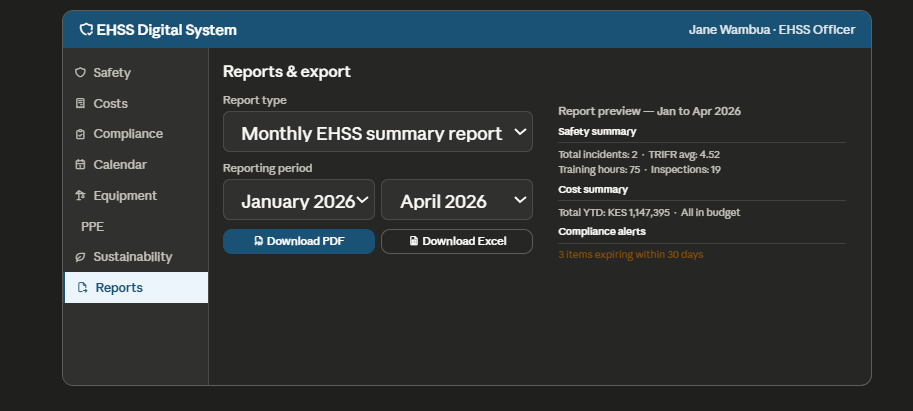 EHSS Digital System
Jane Wambua · EHSS Officer
Safety
Costs
Compliance
Calendar
Equipment
PPE
Sustainability
Reports
Reports & export
Report type
Monthly EHSS summary report
Reporting period
January 2026
April 2026
Download PDF
Download Excel
Report preview — Jan to Apr 2026
Safety summary
Total incidents: 2 · TRIFR avg: 4.52
Training hours: 75 · Inspections: 19
Cost summary
Total YTD: KES 1,147,395 · All in budget
Compliance alerts
3 items expiring within 30 days